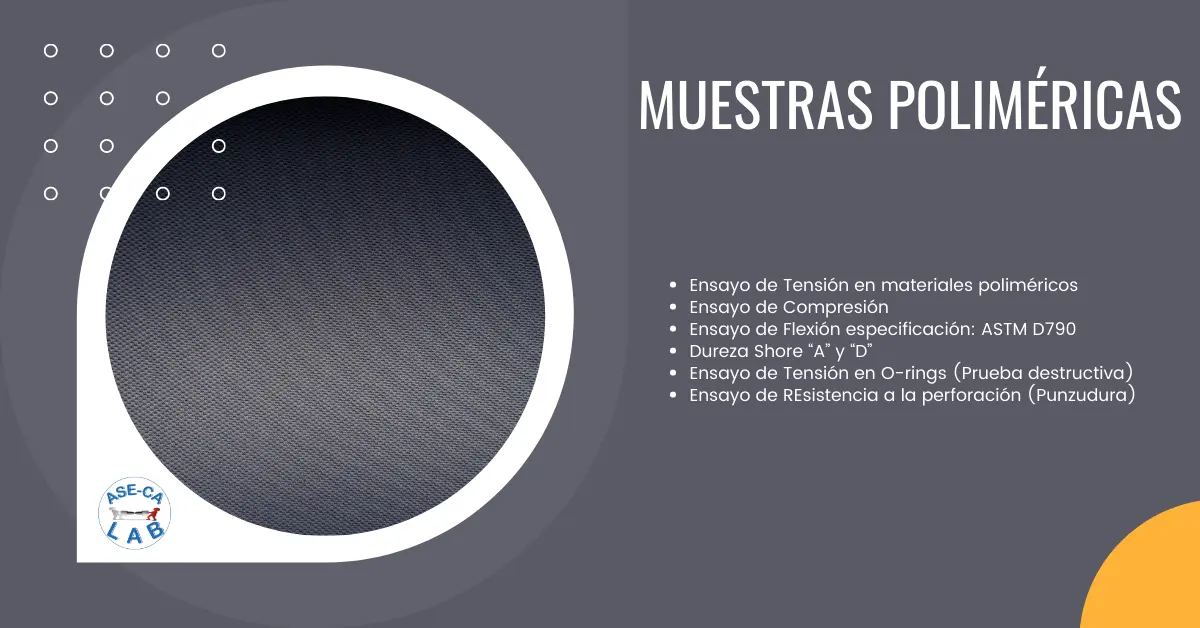 MUESTRAS POLIMÉRICAS
• Ensayo de Tensión en materiales poliméricos
• Ensayo de Compresión
• Ensayo de Flexión especificación: ASTM D790
• Dureza Shore “A” y “D”
• Ensayo de Tensión en O-rings (Prueba destructiva)
• Ensayo de REsistencia a la perforación (Punzudura)
ASE-CA
LAB